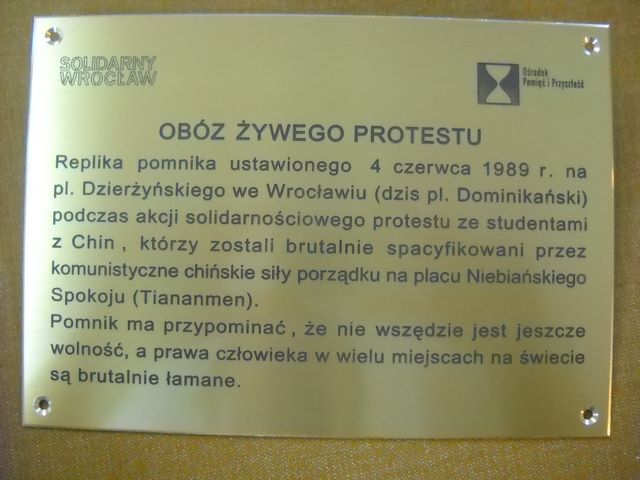 SOLIDARNY
WROCŁAW
Ośrodek
Pamięć i Przyszłość
OBÓZ ŻYWEGO PROTESTU
Replika pomnika ustawionego 4 czerwca 1989 r. na
pl. Dzierżyńskiego we Wrocławiu (dzis pl. Dominikański)
podczas akcji solidarnościowego protestu ze studentami
z Chin , którzy zostali brutalnie spacyfikowani przez
komunistyczne chińskie siły porządku na placu Niebiańskiego
Spokoju (Tiananmen).
Pomnik ma przypominać , że nie wszędzie jest jeszcze
wolność, a prawa człowieka w wielu miejscach na świecie
są brutalnie łamane.